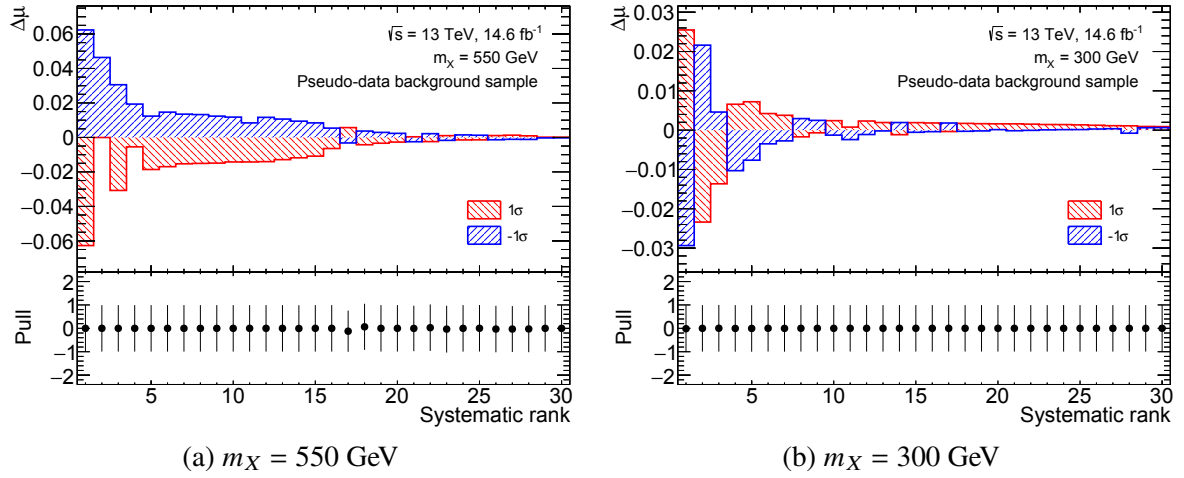 Δμ
0.06
0.04
0.02
0
−0.02
−0.04
−0.06
√s = 13 TeV, 14.6 fb⁻¹
m_X = 550 GeV
Pseudo-data background sample
1σ
-1σ
Pull
2
1
0
−1
−2
5 10 15 20 25 30
Systematic rank
(a) m_X = 550 GeV
Δμ
0.03
0.02
0.01
0
−0.01
−0.02
−0.03
√s = 13 TeV, 14.6 fb⁻¹
m_X = 300 GeV
Pseudo-data background sample
1σ
-1σ
Pull
2
1
0
−1
−2
5 10 15 20 25 30
Systematic rank
(b) m_X = 300 GeV